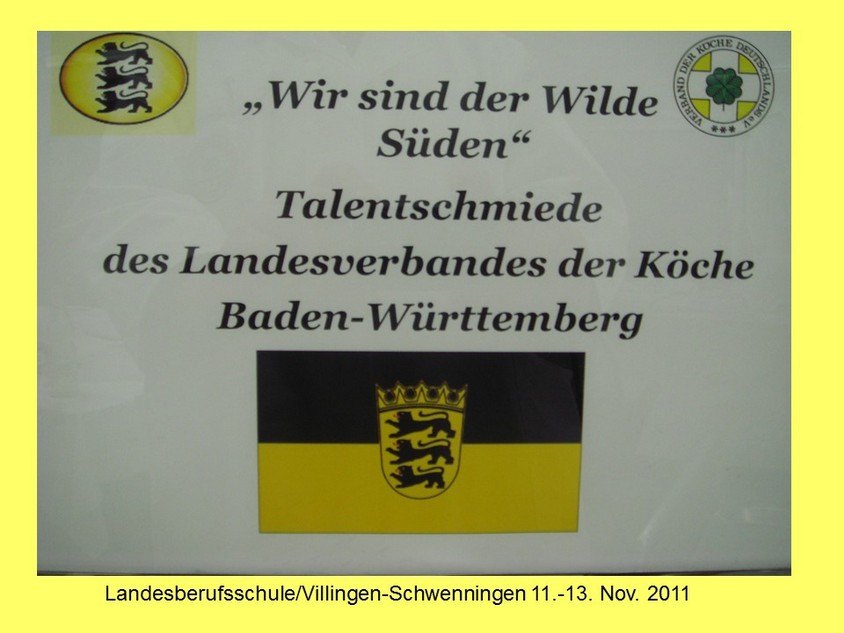 „Wir sind der Wilde
Süden“
VERBAND DER KÖCHE DEUTSCHLANDS e.V.
Talentschmiede
des Landesverbandes der Köche
Baden-Württemberg
Landesberufsschule/Villingen-Schwenningen 11.-13. Nov. 2011